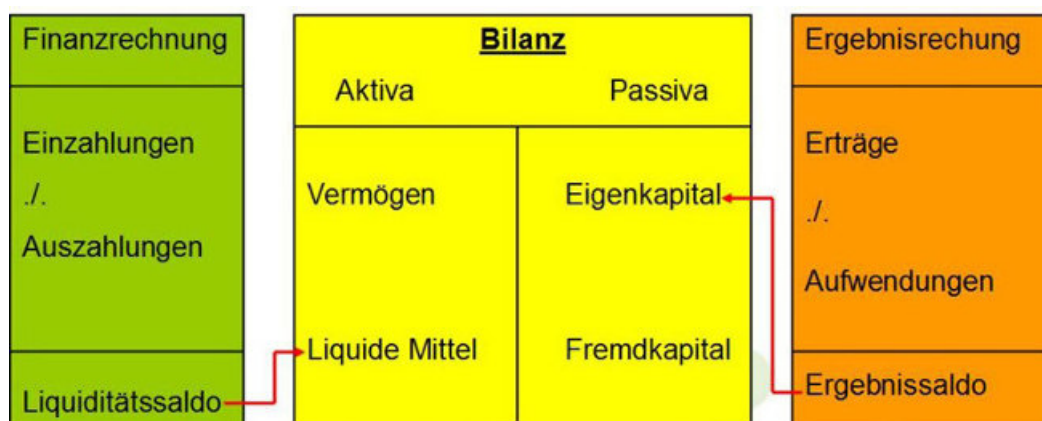 Finanzrechnung
Einzahlungen
./.
Auszahlungen
Liquiditätssaldo
Bilanz
Aktiva Passiva
Vermögen Eigenkapital
Liquide Mittel Fremdkapital
Ergebnisrechung
Erträge
./.
Aufwendungen
Ergebnissaldo